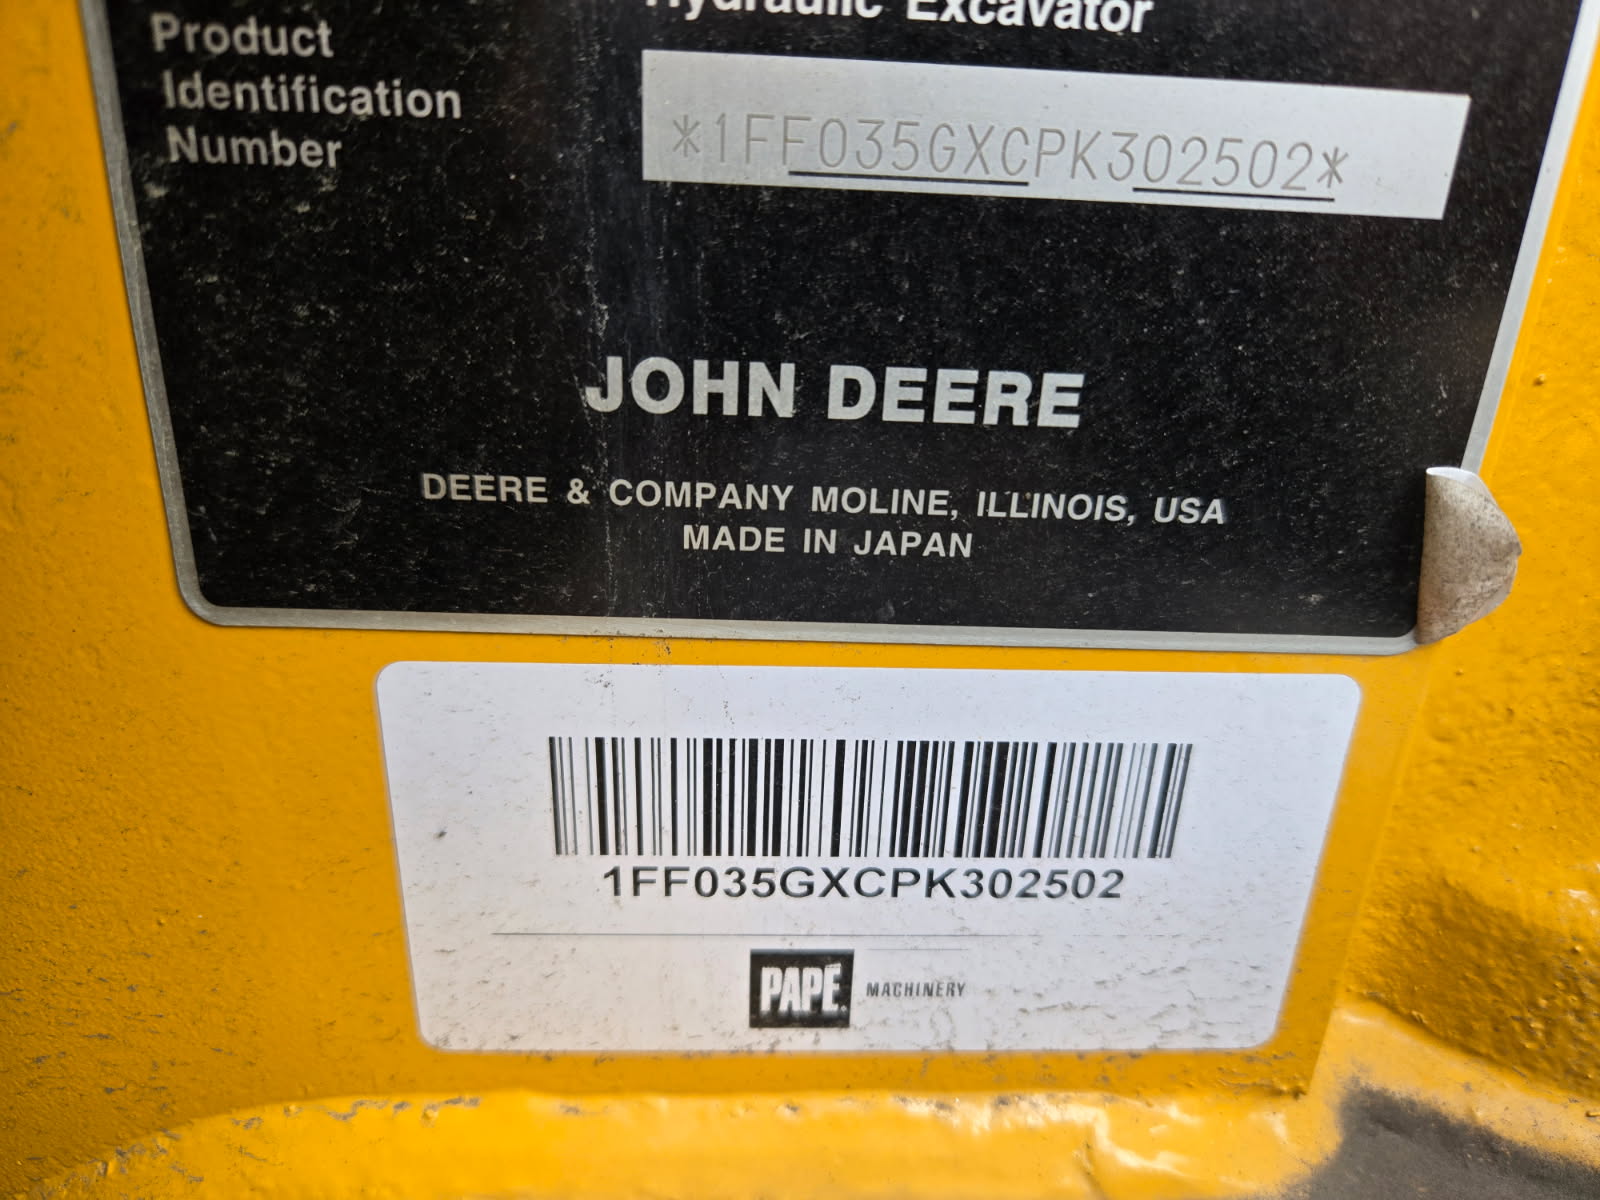 Hydraulic Excavator
Product
Identification
Number
*1FF035GXCPK302502*
JOHN DEERE
DEERE & COMPANY MOLINE, ILLINOIS, USA
MADE IN JAPAN
1FF035GXCPK302502
PAPÉ. MACHINERY